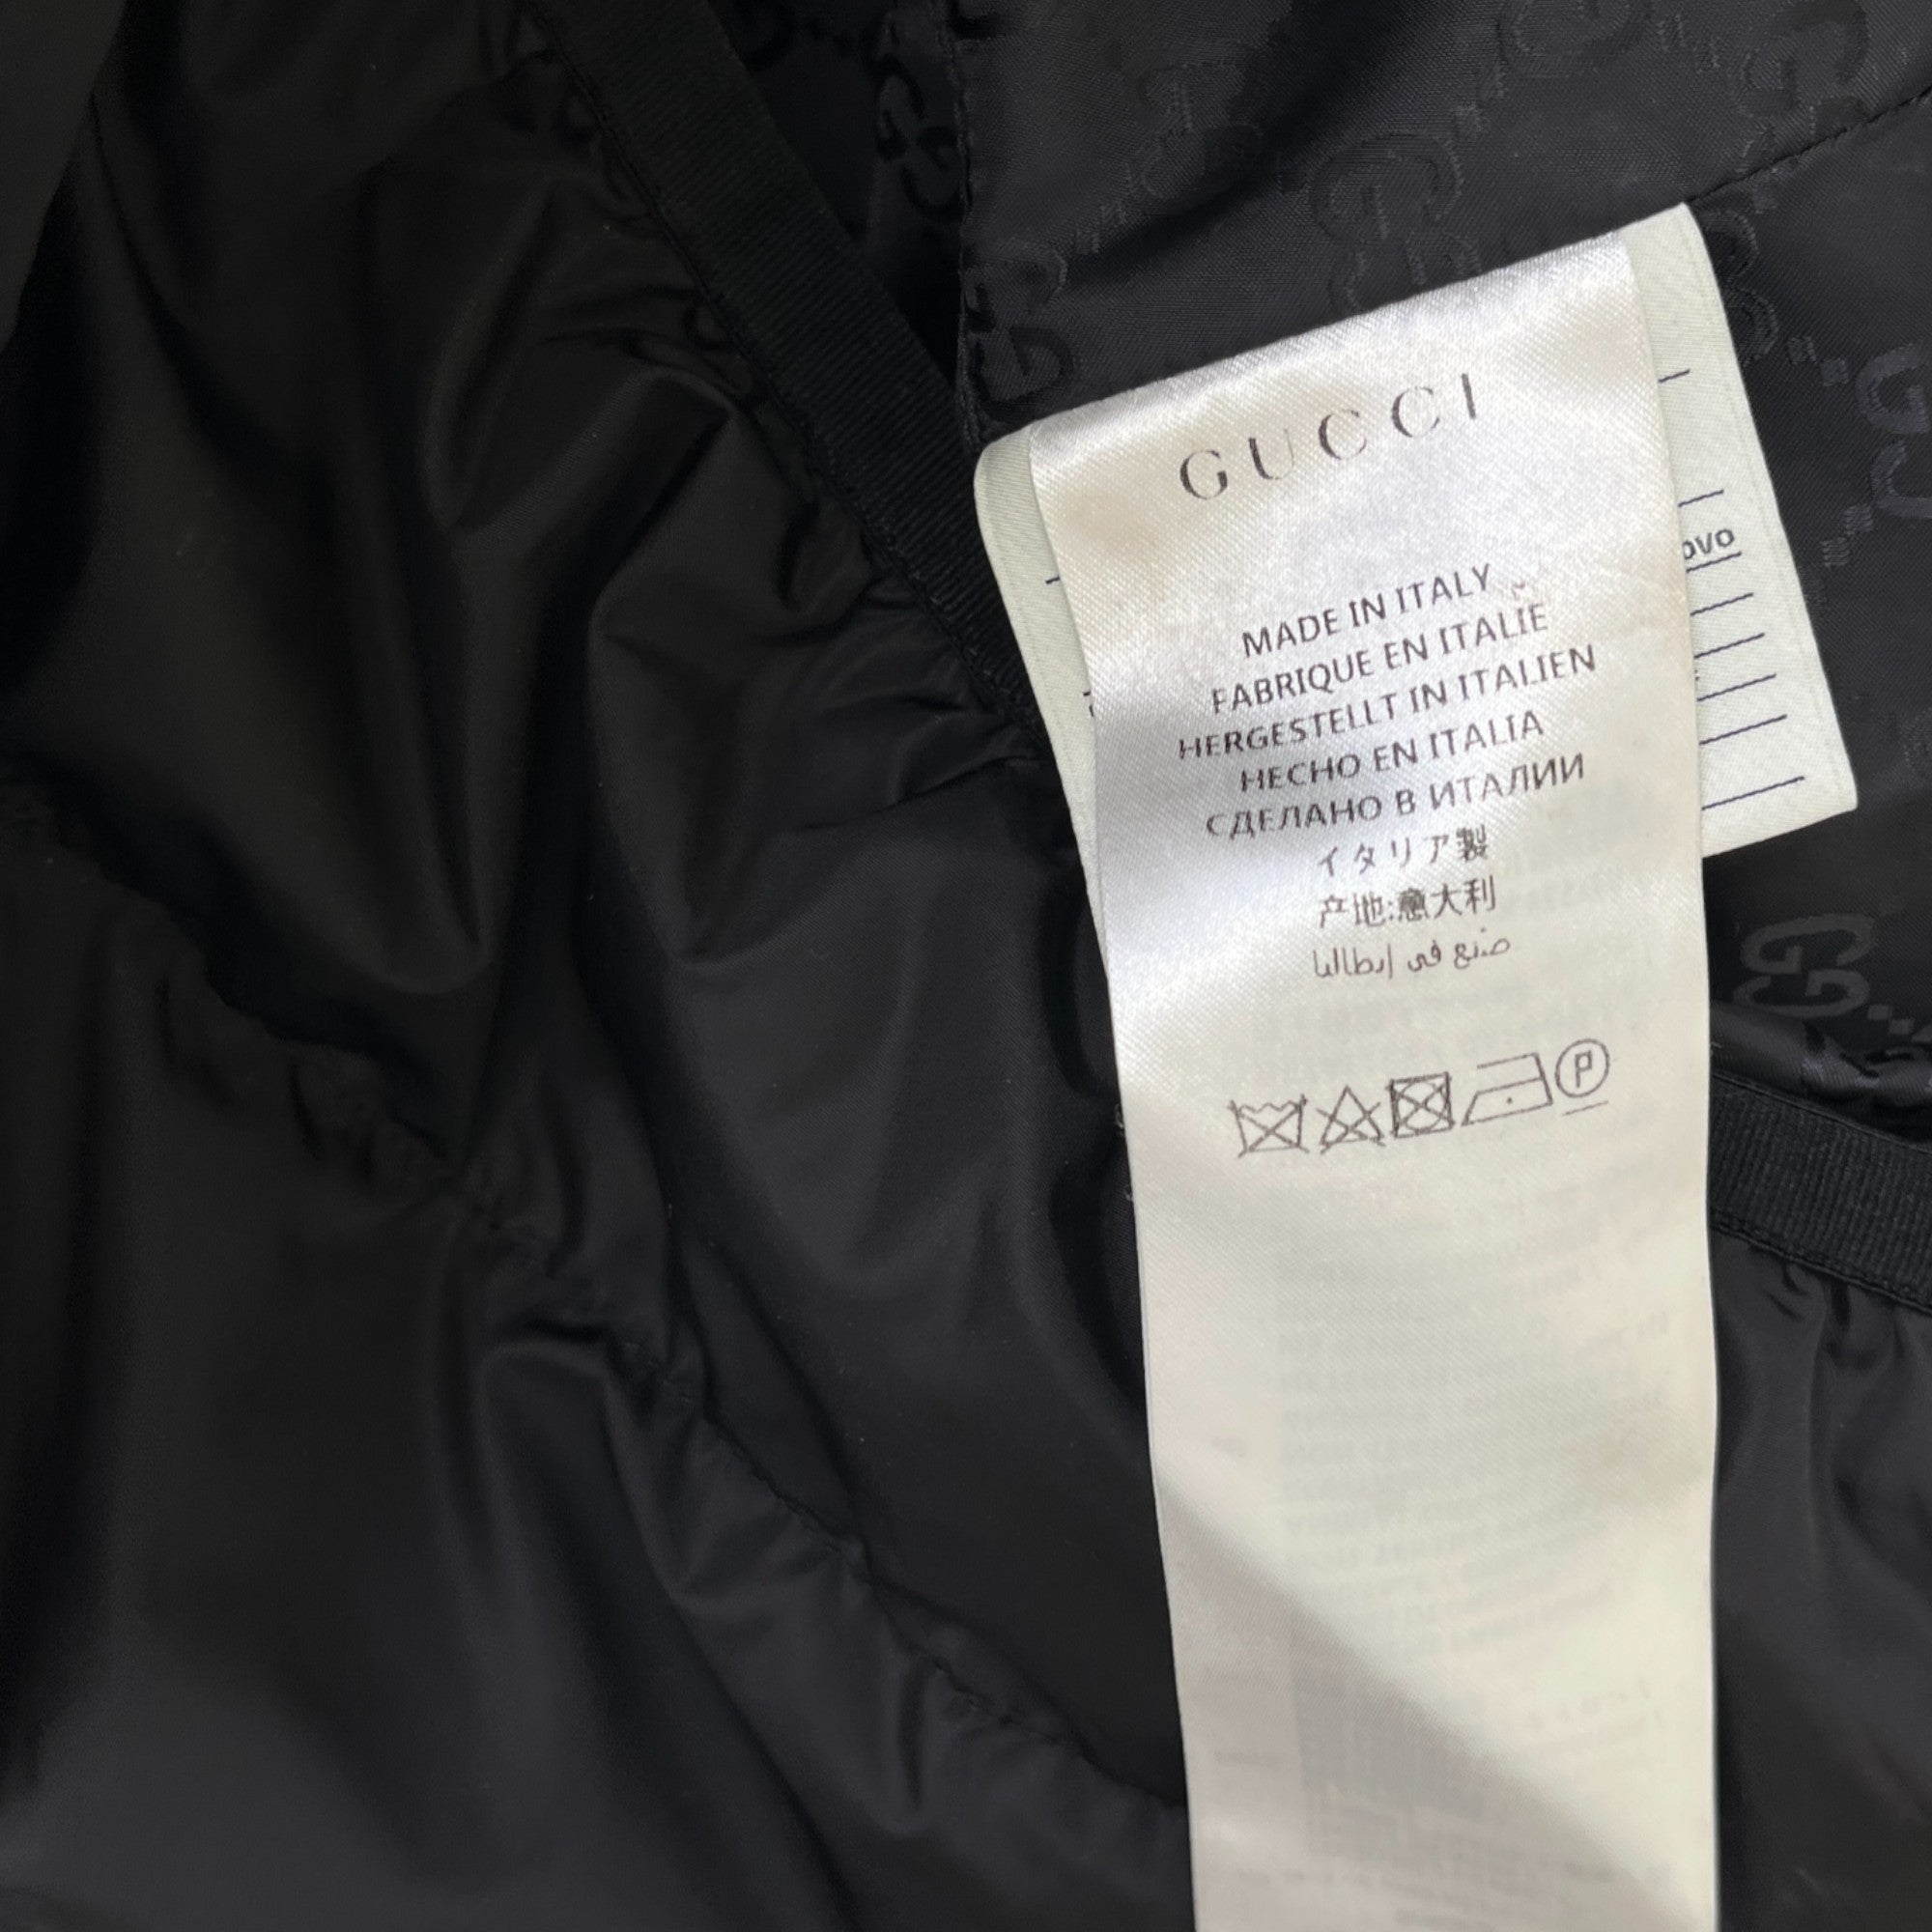 GUCCI
MADE IN ITALY
FABRIQUE EN ITALIE
HERGESTELLT IN ITALIEN
HECHO EN ITALIA
СДЕЛАНО В ИТАЛИИ
イタリア製
产地:意大利
صنع في إيطاليا
P